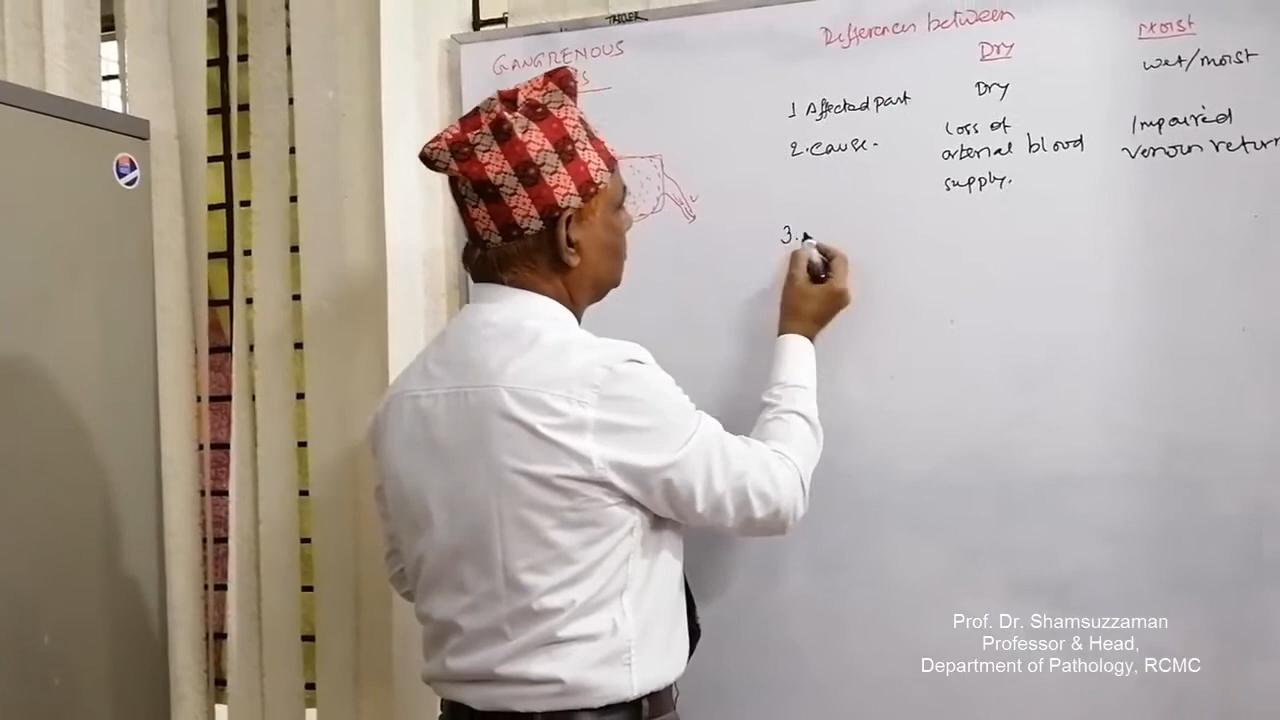 GANGRENOUS
Differences between
Dry
Moist
wet/moist
1 Affected part
Dry
2. cause.
Loss of
arterial blood
supply.
Impaired
venous return
3.
Prof. Dr. Shamsuzzaman
Professor & Head,
Department of Pathology, RCMC